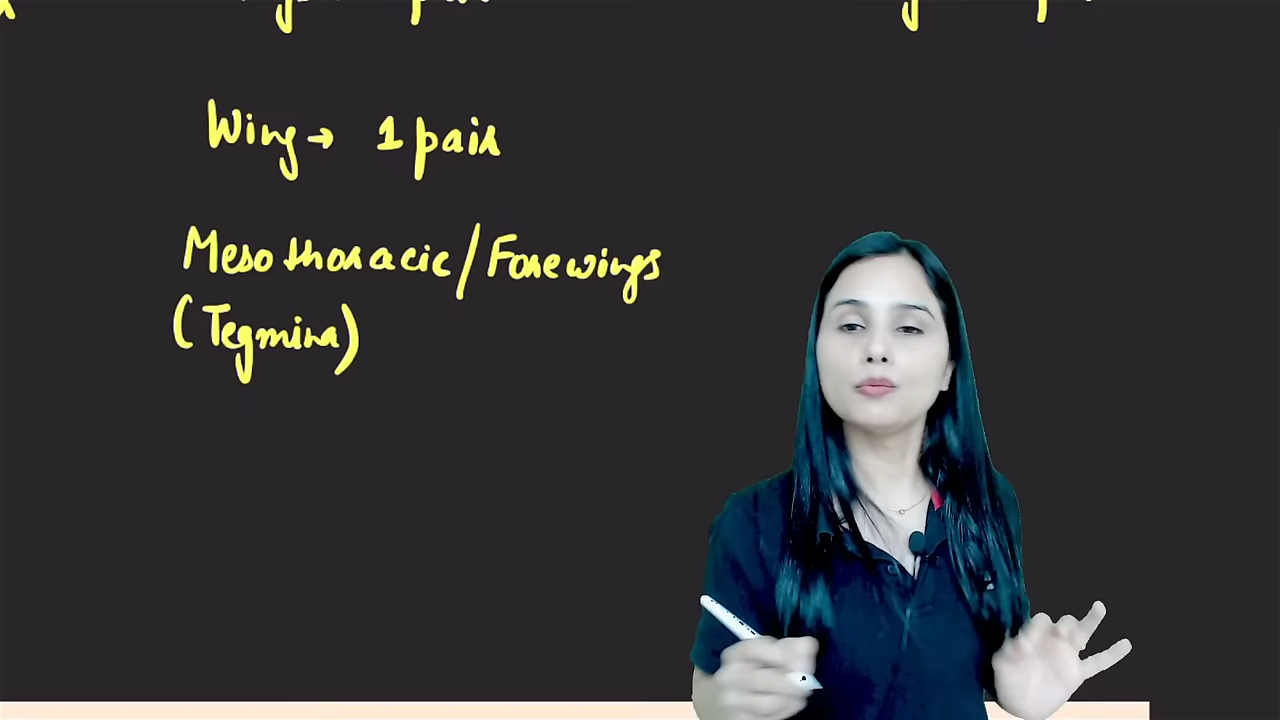 Wing → 1 pair
Mesothoracic/Forewings
(Tegmina)